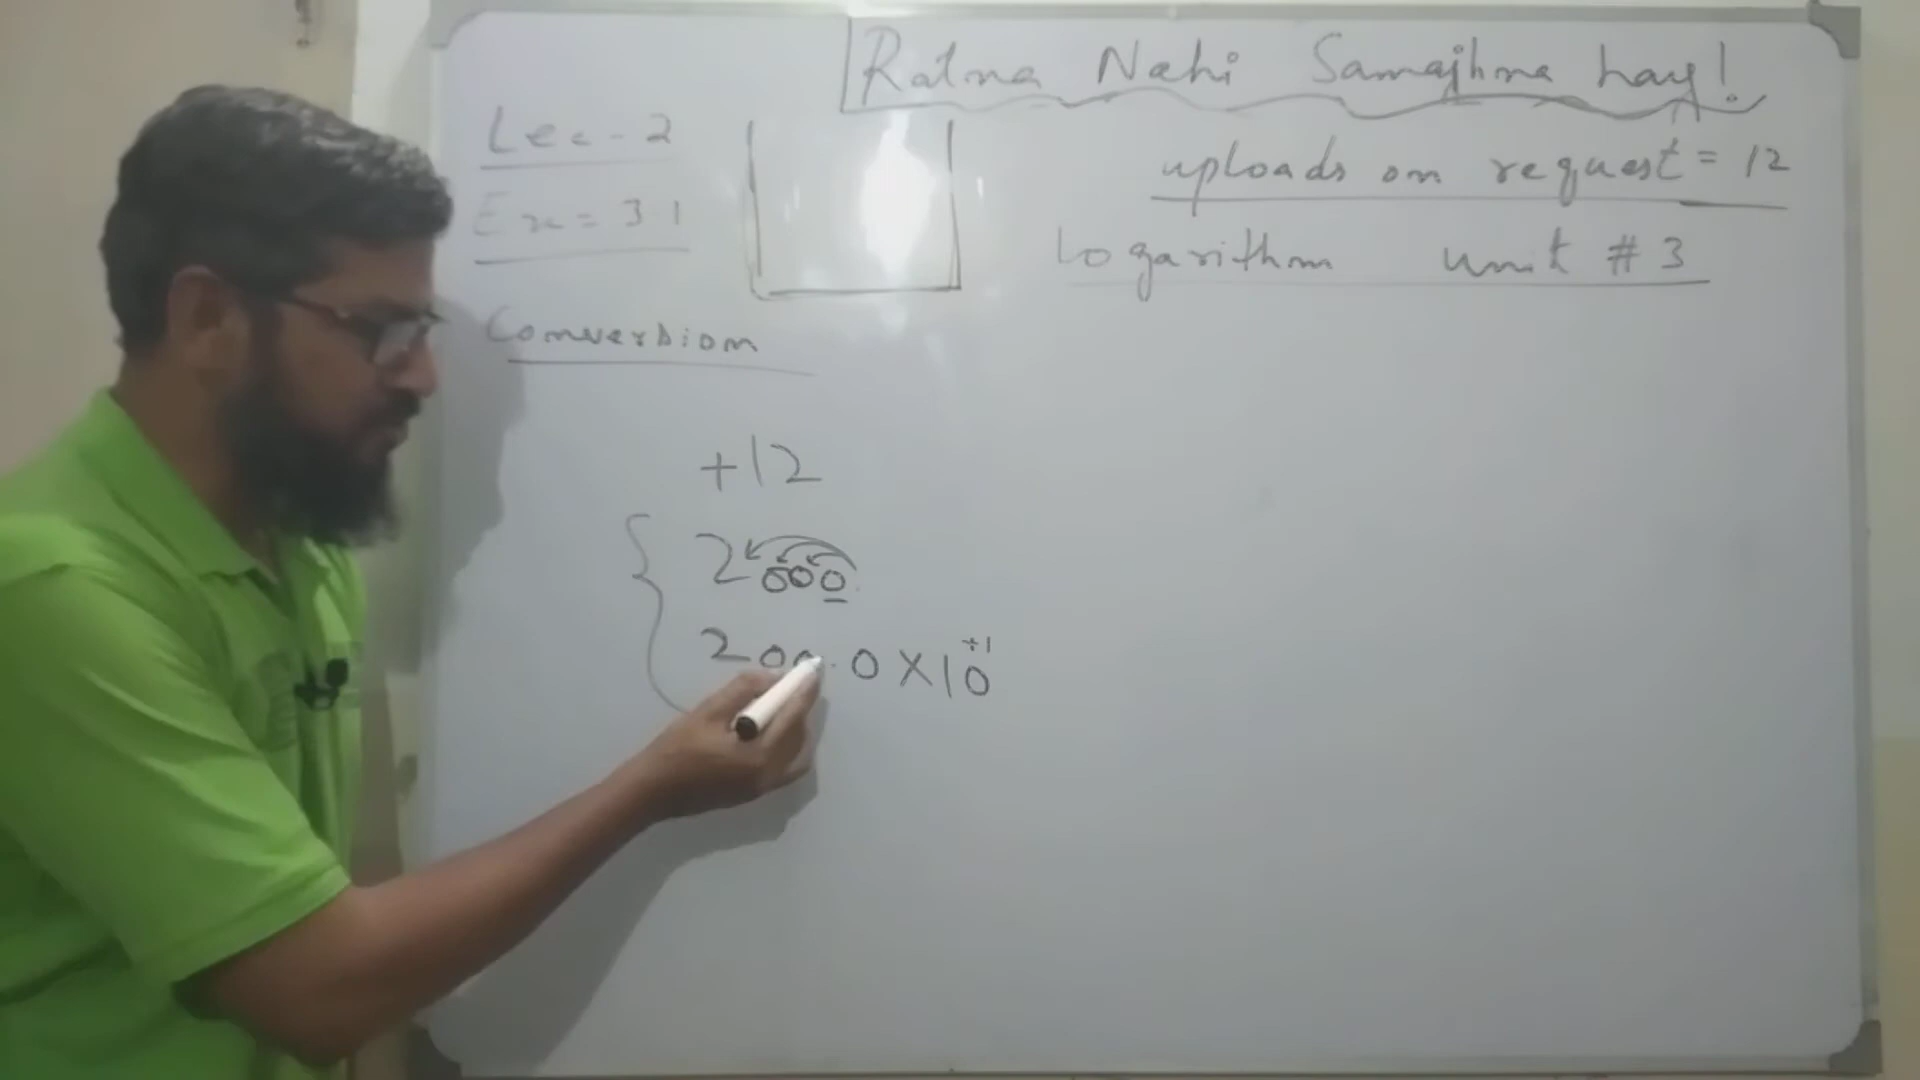 Ratna Nahi Samajhna hay!
Lec - 2
uploads on request = 12
Ex = 3.1
Logarithm unit # 3
Conversion
+12
2000.
200.0 X 10^+1